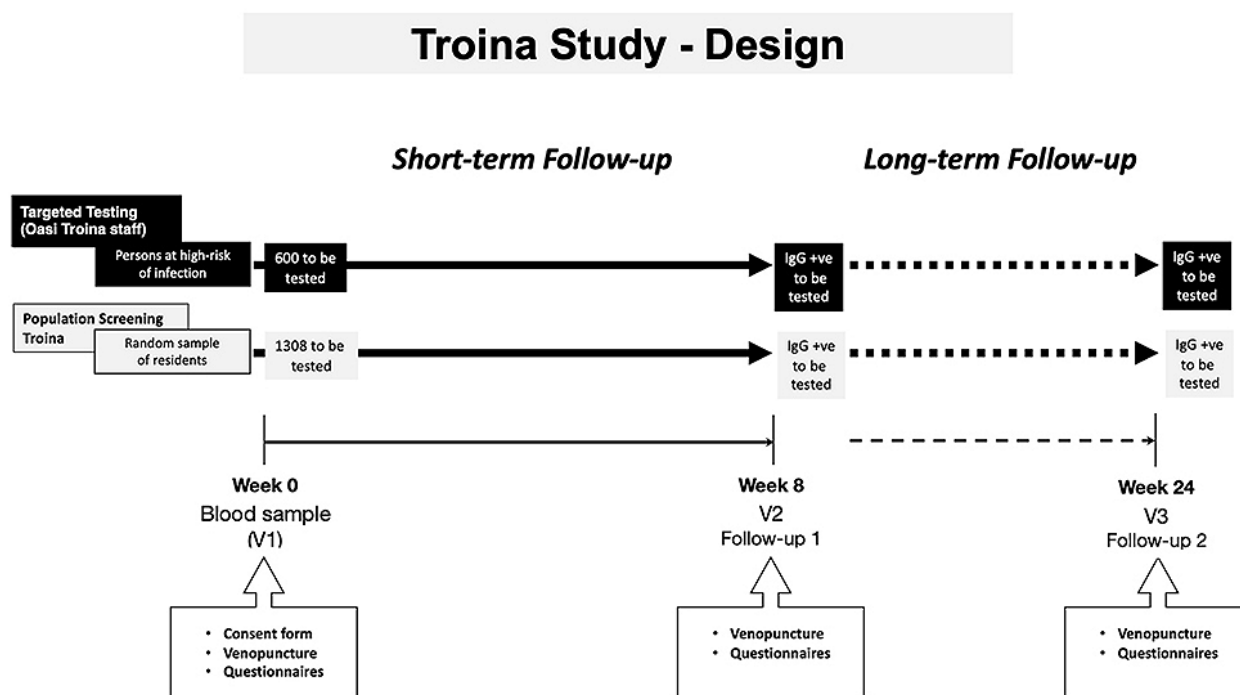 Troina Study - Design
Short-term Follow-up
Long-term Follow-up
Targeted Testing
(Oasi Troina staff)
Persons at high-risk
of infection
600 to be
tested
IgG +ve
to be
tested
IgG +ve
to be
tested
Population Screening
Troina
Random sample
of residents
1308 to be
tested
IgG +ve
to be
tested
IgG +ve
to be
tested
Week 0
Blood sample
(V1)
Week 8
V2
Follow-up 1
Week 24
V3
Follow-up 2
• Consent form
• Venopuncture
• Questionnaires
• Venopuncture
• Questionnaires
• Venopuncture
• Questionnaires